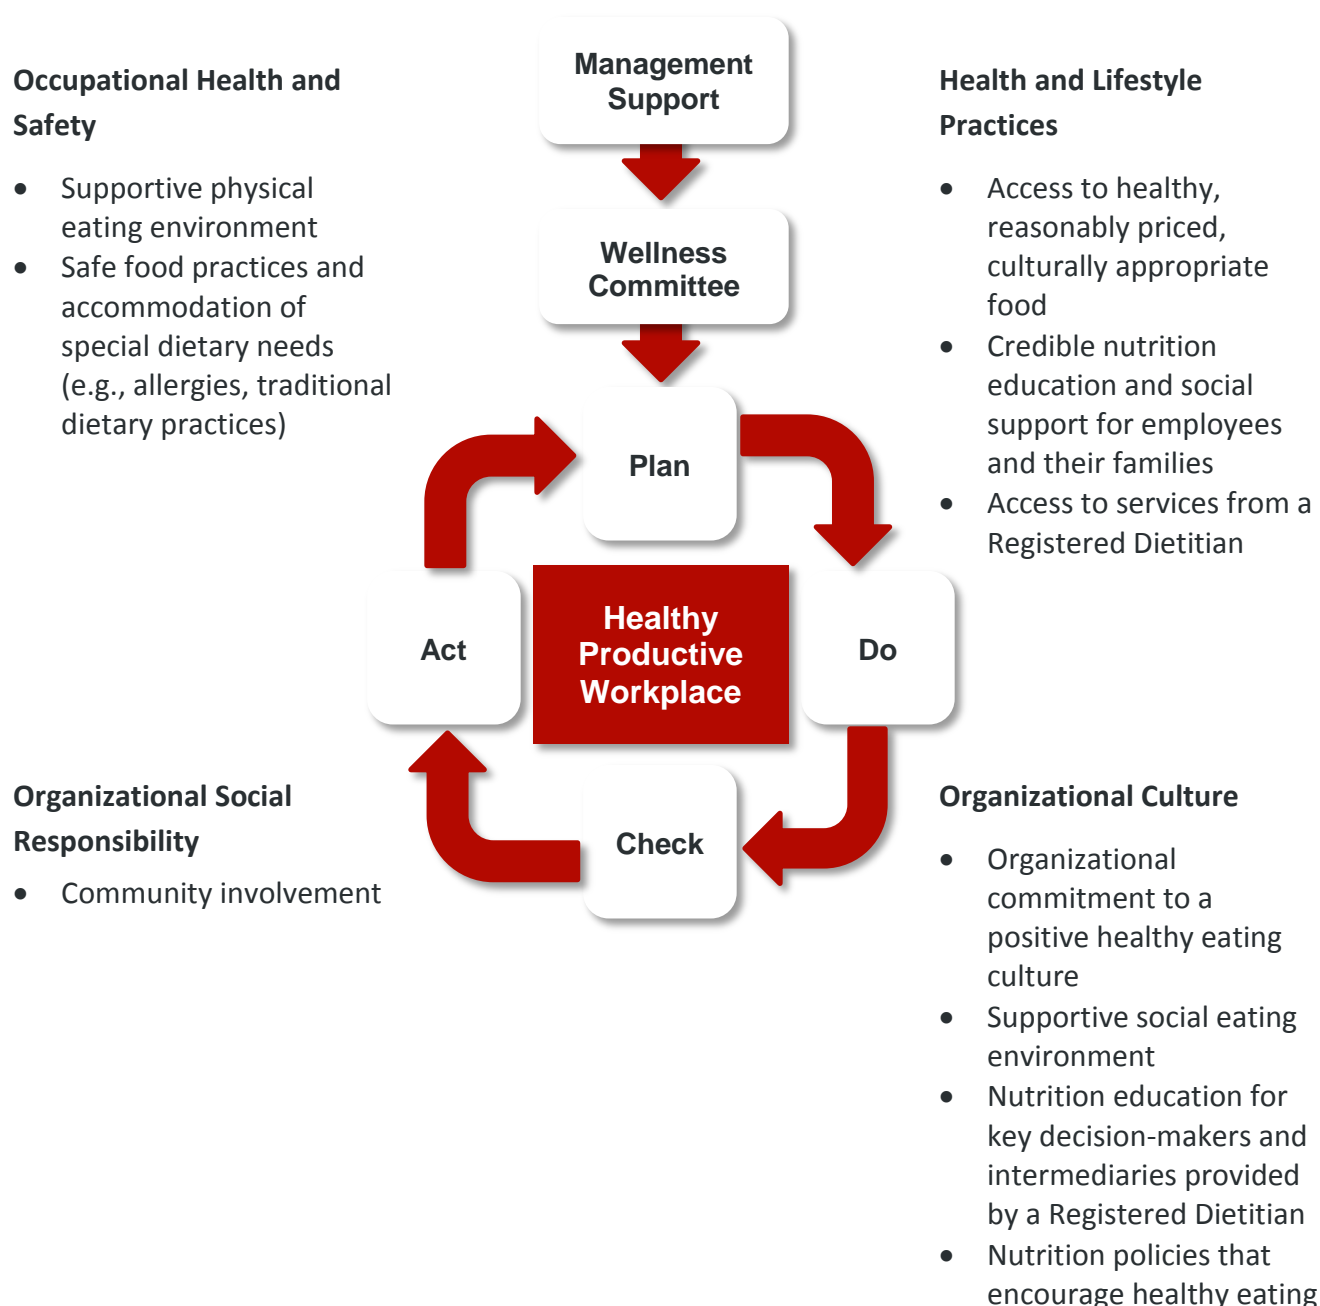 Management
Support
Occupational Health and
Safety
• Supportive physical
eating environment
• Safe food practices and
accommodation of
special dietary needs
(e.g., allergies, traditional
dietary practices)
Health and Lifestyle
Practices
• Access to healthy,
reasonably priced,
culturally appropriate
food
• Credible nutrition
education and social
support for employees
and their families
• Access to services from a
Registered Dietitian
Wellness
Committee
Plan
Do
Check
Act
Healthy
Productive
Workplace
Organizational Social
Responsibility
• Community involvement
Organizational Culture
• Organizational
commitment to a
positive healthy eating
culture
• Supportive social eating
environment
• Nutrition education for
key decision-makers and
intermediaries provided
by a Registered Dietitian
• Nutrition policies that
encourage healthy eating